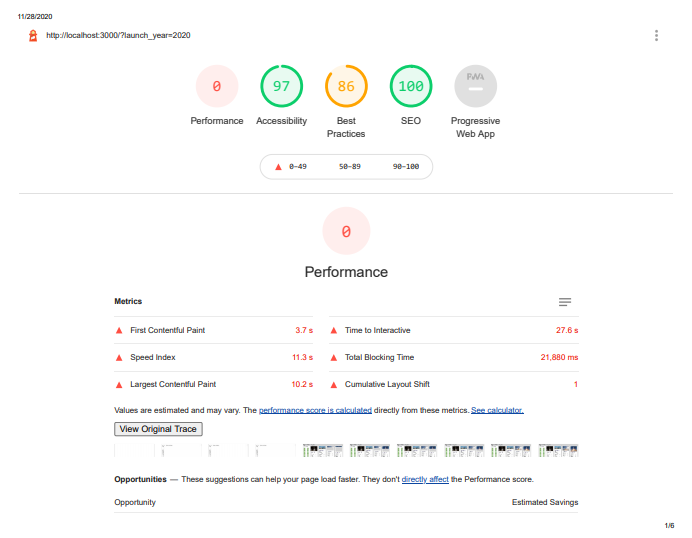 11/28/2020
http://localhost:3000/?launch_year=2020
0
97
86
100
PWA
Performance
Accessibility
Best
Practices
SEO
Progressive
Web App
0–49
50–89
90–100
0
Performance
Metrics
First Contentful Paint 3.7 s
Time to Interactive 27.6 s
Speed Index 11.3 s
Total Blocking Time 21,880 ms
Largest Contentful Paint 10.2 s
Cumulative Layout Shift 1
Values are estimated and may vary. The performance score is calculated directly from these metrics. See calculator.
View Original Trace
Opportunities — These suggestions can help your page load faster. They don't directly affect the Performance score.
Opportunity Estimated Savings
1/6